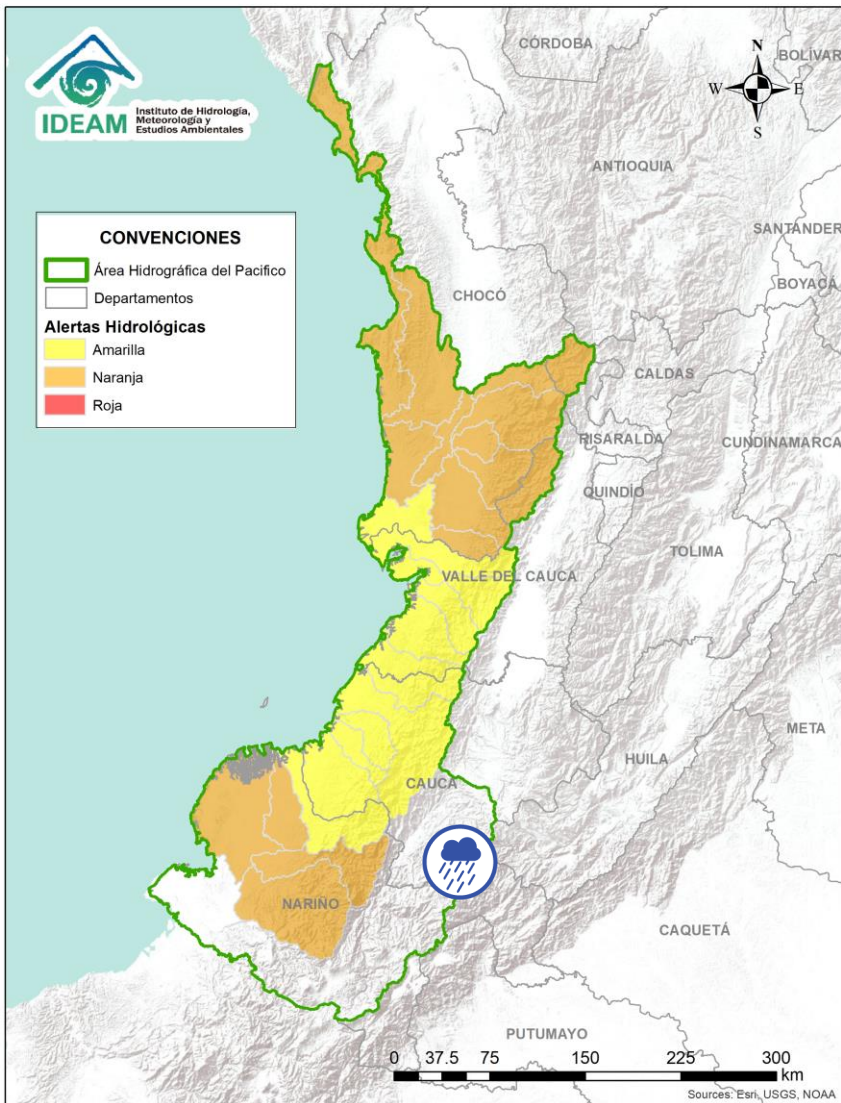 IDEAM
Instituto de Hidrología,
Meteorología y
Estudios Ambientales
CONVENCIONES
Área Hidrográfica del Pacifico
Departamentos
Alertas Hidrológicas
Amarilla
Naranja
Roja
N
W
E
S
CÓRDOBA
BOLÍVAR
ANTIOQUIA
SANTANDER
BOYACÁ
CHOCÓ
CALDAS
RISARALDA
CUNDINAMARCA
QUINDÍO
TOLIMA
VALLE DEL CAUCA
META
HUILA
CAUCA
NARIÑO
CAQUETÁ
PUTUMAYO
0 37.5 75 150 225 300
km
Sources: Esri, USGS, NOAA